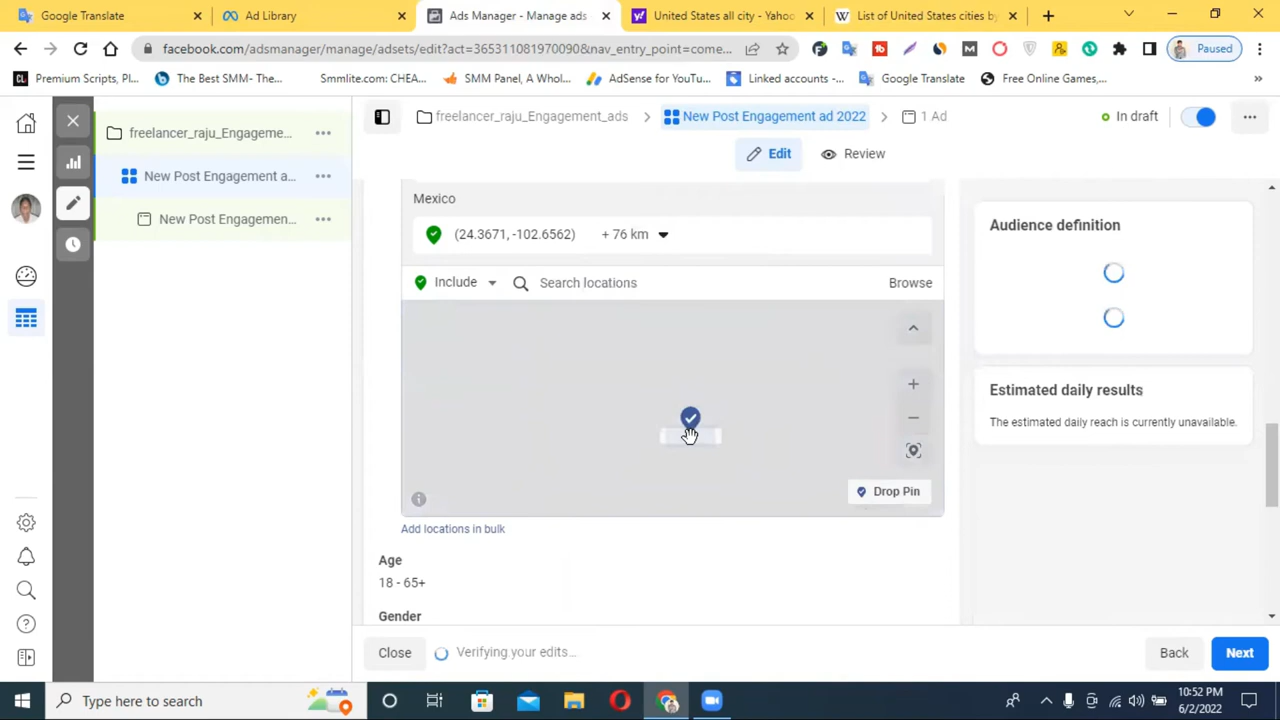 Google Translate
Ad Library
Ads Manager - Manage ads
United States all city - Yahoo
List of United States cities by
facebook.com/adsmanager/manage/adsets/edit?act=365311081970090&nav_entry_point=come...
Paused
Premium Scripts, Pl...
The Best SMM- The...
Smmlite.com: CHEA...
SMM Panel, A Whol...
AdSense for YouTu...
Linked accounts -...
Google Translate
Free Online Games,...
freelancer_raju_Engageme...
New Post Engagement a...
New Post Engagemen...
freelancer_raju_Engagement_ads
New Post Engagement ad 2022
1 Ad
In draft
Edit
Review
Mexico
(24.3671, -102.6562) + 76 km
Include
Search locations
Browse
Drop Pin
Add locations in bulk
Age
18 - 65+
Gender
Audience definition
Estimated daily results
The estimated daily reach is currently unavailable.
Close
Verifying your edits...
Back
Next
Type here to search
10:52 PM
6/2/2022